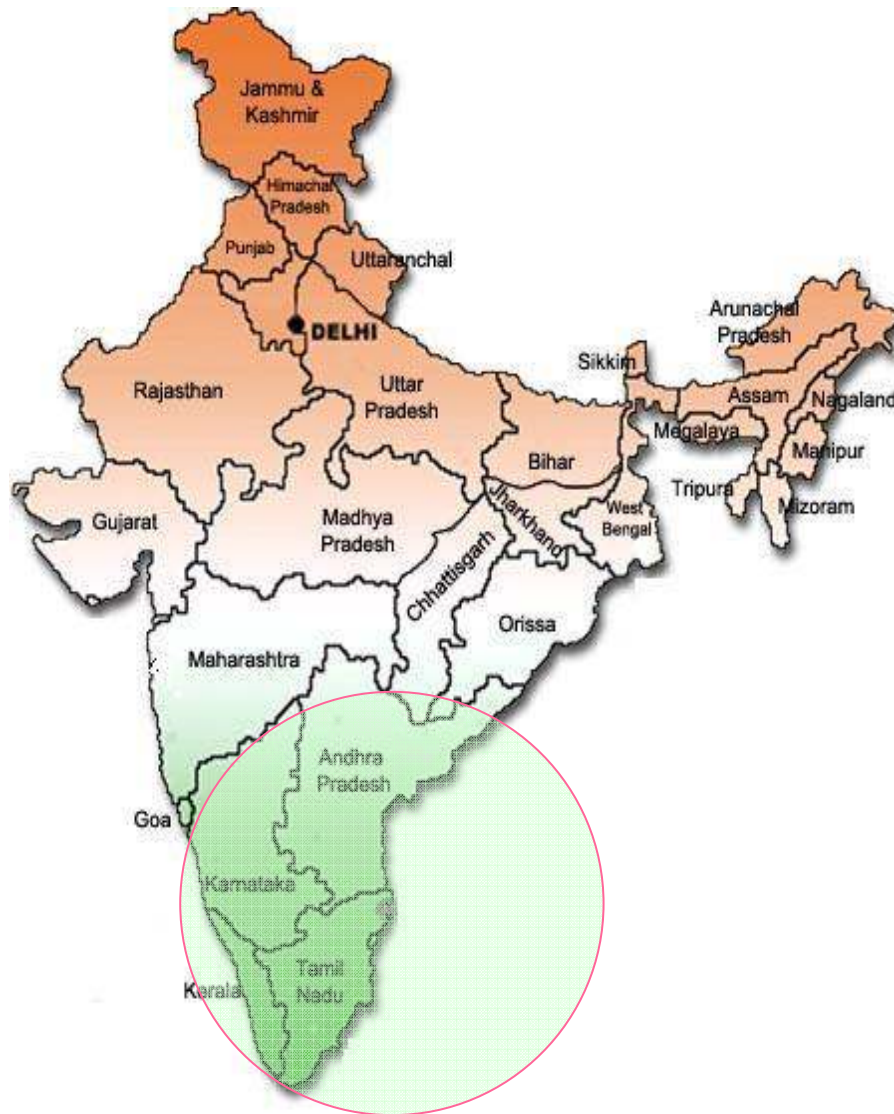 Jammu &
Kashmir
Himachal
Pradesh
Punjab
Uttaranchal
DELHI
Arunachal
Pradesh
Sikkim
Rajasthan
Uttar
Pradesh
Assam
Nagaland
Megalaya
Bihar
Manipur
Tripura
Mizoram
Jharkhand
West
Bengal
Gujarat
Madhya
Pradesh
Chhattisgarh
Orissa
Maharashtra
Andhra
Pradesh
Goa
Karnataka
Tamil
Nadu
Kerala